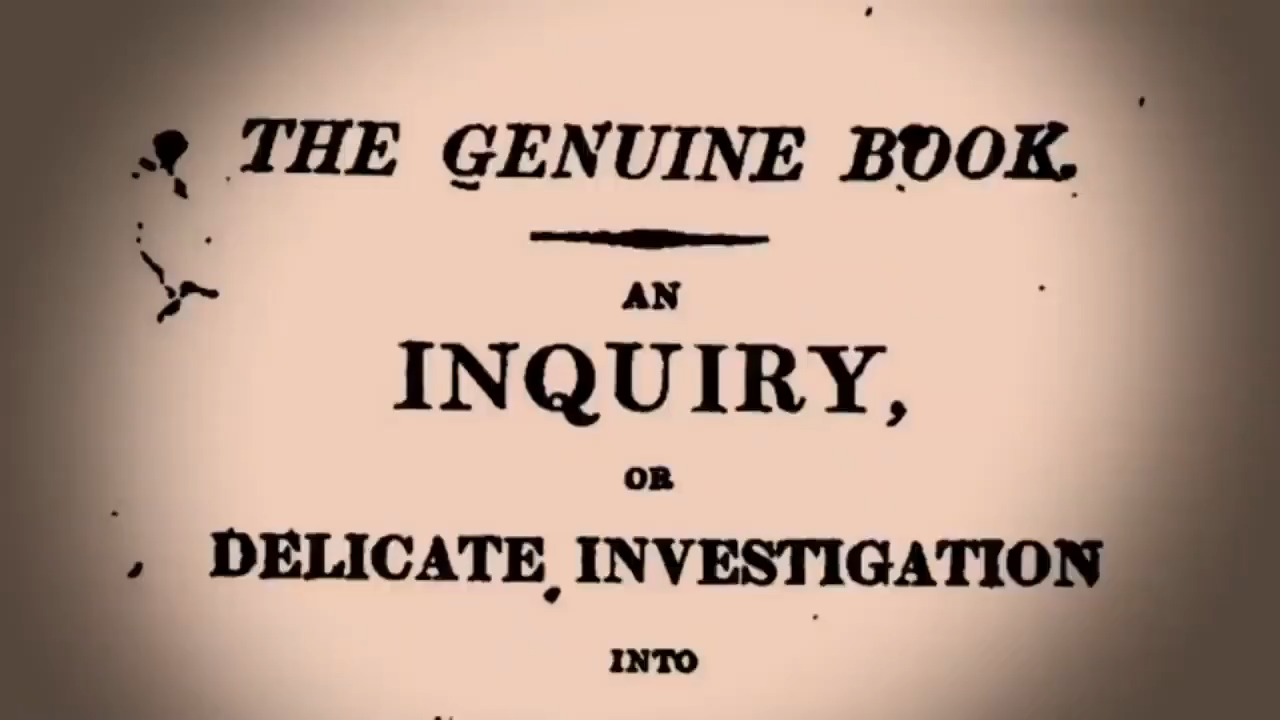 THE GENUINE BOOK.
AN
INQUIRY,
OR
DELICATE INVESTIGATION
INTO